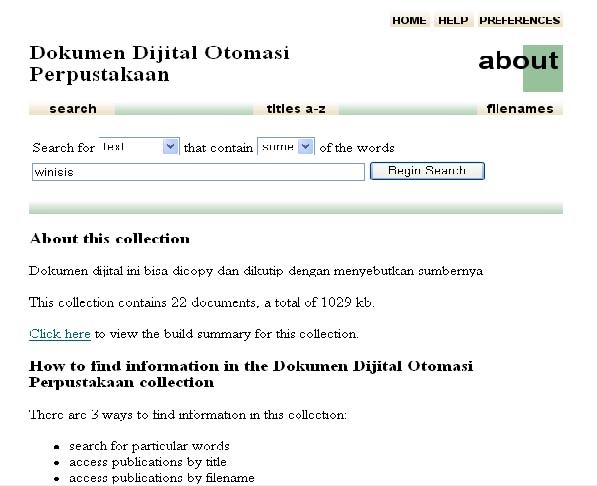 HOME HELP PREFERENCES
Dokumen Dijital Otomasi
Perpustakaan
about
search titles a-z filenames
Search for text that contain some of the words
winisis Begin Search
About this collection
Dokumen dijital ini bisa dicopy dan dikutip dengan menyebutkan sumbernya
This collection contains 22 documents, a total of 1029 kb.
Click here to view the build summary for this collection.
How to find information in the Dokumen Dijital Otomasi
Perpustakaan collection
There are 3 ways to find information in this collection:
• search for particular words
• access publications by title
• access publications by filename